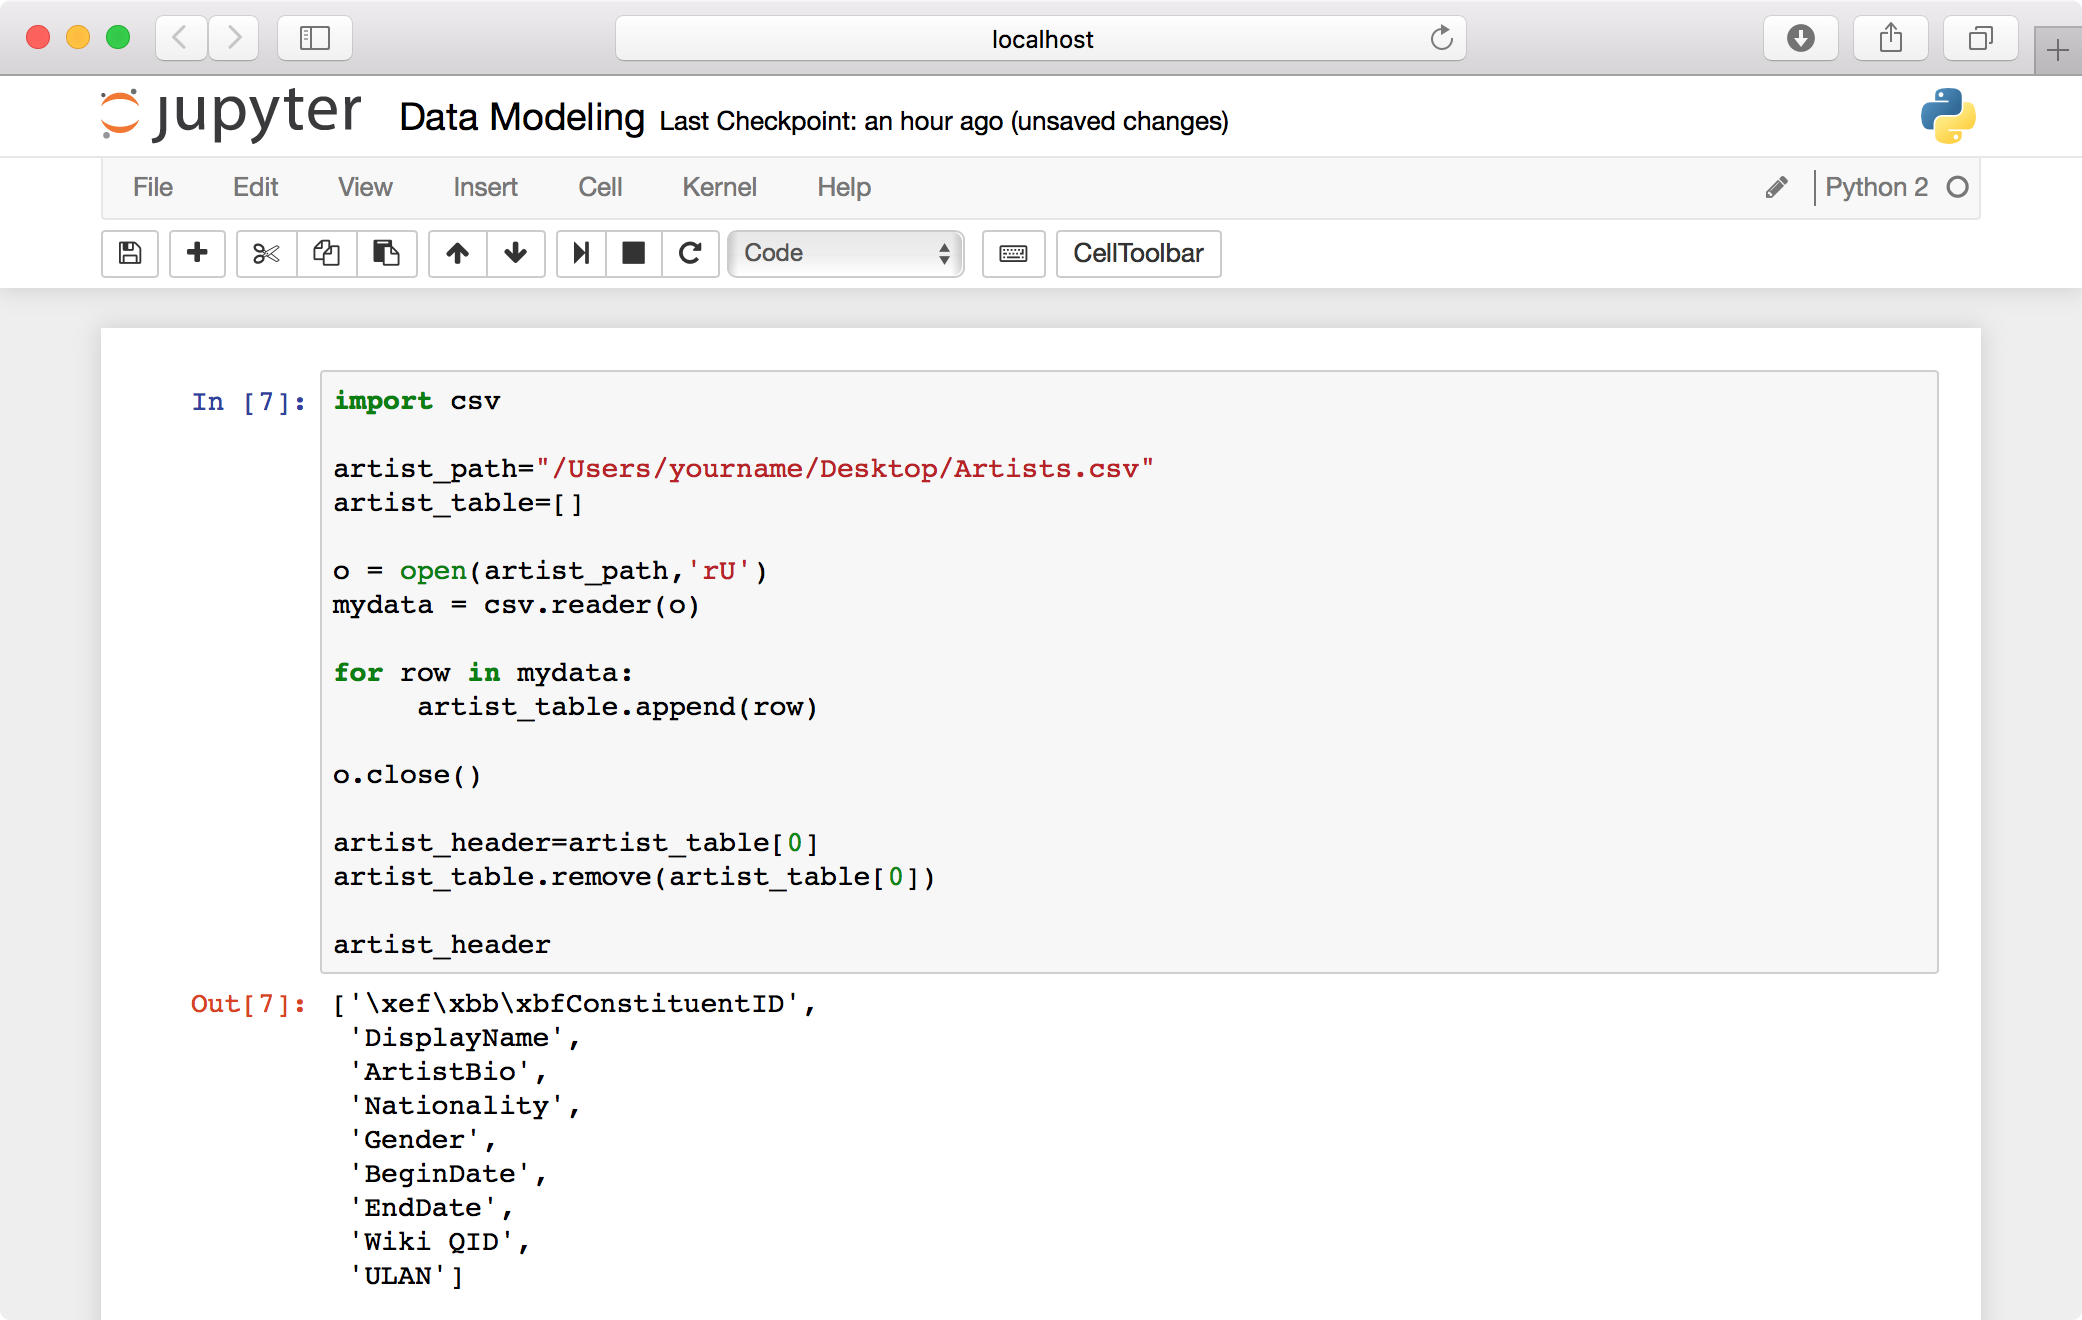 localhost
jupyter Data Modeling Last Checkpoint: an hour ago (unsaved changes)
File Edit View Insert Cell Kernel Help Python 2
Code CellToolbar
In [7]: import csv
artist_path="/Users/yourname/Desktop/Artists.csv"
artist_table=[]
o = open(artist_path,'rU')
mydata = csv.reader(o)
for row in mydata:
artist_table.append(row)
o.close()
artist_header=artist_table[0]
artist_table.remove(artist_table[0])
artist_header
Out[7]: ['\xef\xbb\xbfConstituentID',
'DisplayName',
'ArtistBio',
'Nationality',
'Gender',
'BeginDate',
'EndDate',
'Wiki QID',
'ULAN']